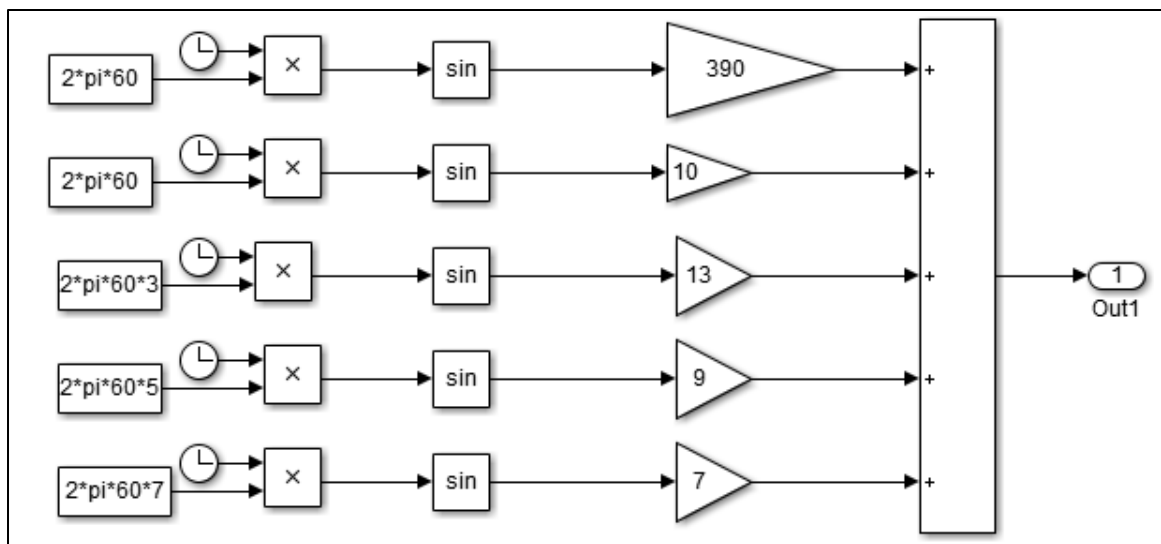 2*pi*60 × sin 390 +
2*pi*60 × sin 10 +
2*pi*60*3 × sin 13 +
1
Out1
2*pi*60*5 × sin 9 +
2*pi*60*7 × sin 7 +